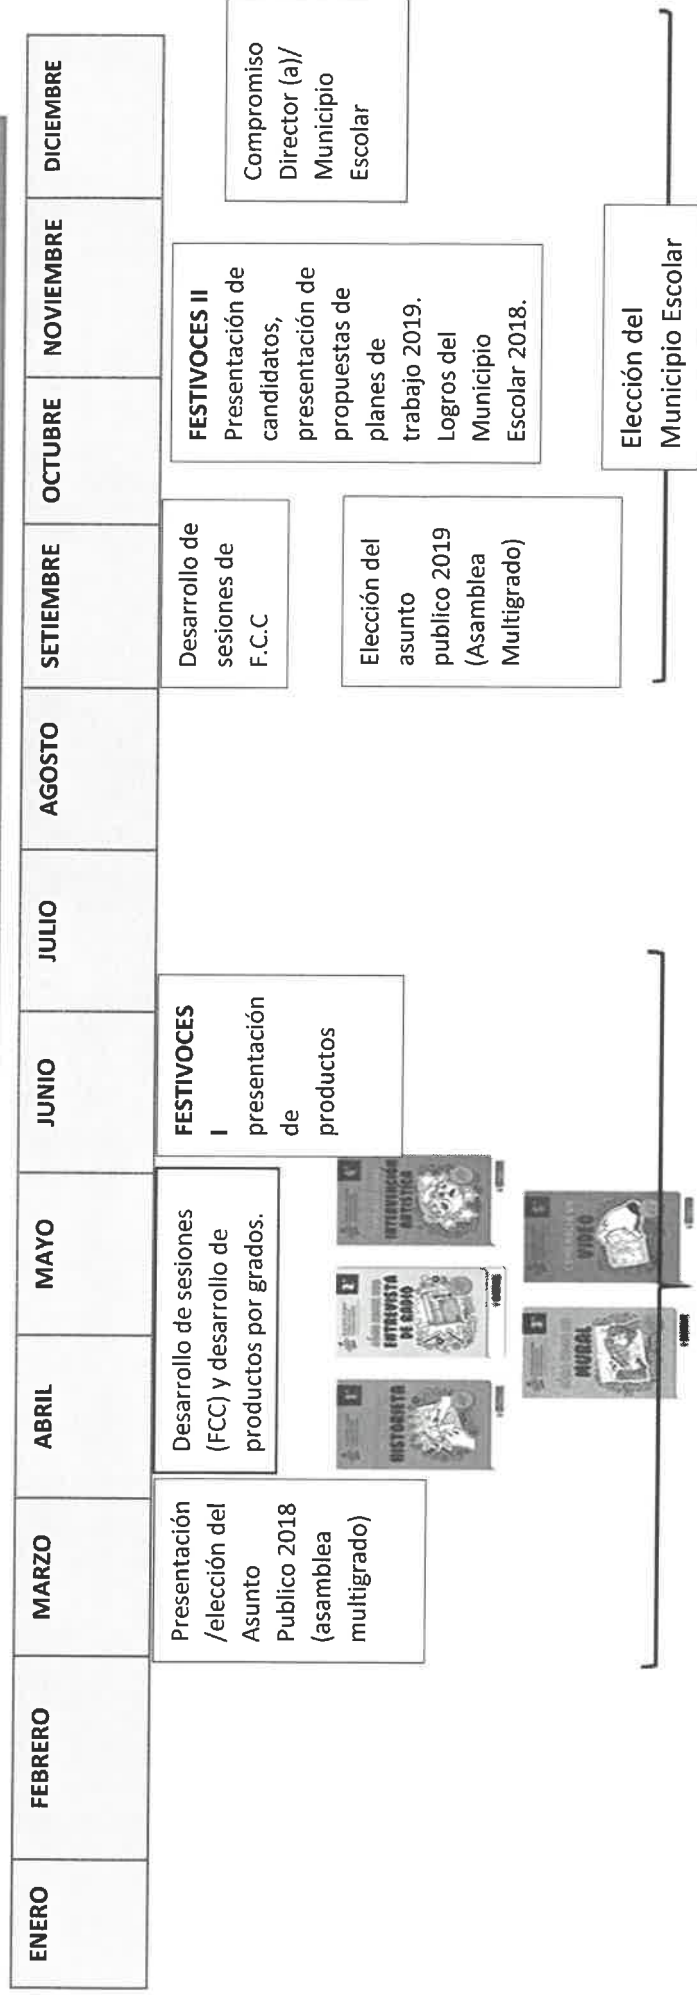 ENERO
FEBRERO
MARZO
ABRIL
MAYO
JUNIO
JULIO
AGOSTO
SETIEMBRE
OCTUBRE
NOVIEMBRE
DICIEMBRE
Presentación
/elección del
Asunto
Publico 2018
(asamblea
multigrado)
Desarrollo de sesiones
(FCC) y desarrollo de
productos por grados.
HISTORIETA
ENTREVISTA
DE RADIO
INTERVENCIÓN
ARTÍSTICA
MURAL
VIDEO
FESTIVOCES
I
presentación
de
productos
Desarrollo de
sesiones de
F.C.C
Elección del
asunto
publico 2019
(Asamblea
Multigrado)
FESTIVOCES II
Presentación de
candidatos,
presentación de
propuestas de
planes de
trabajo 2019.
Logros del
Municipio
Escolar 2018.
Compromiso
Director (a)/
Municipio
Escolar
Elección del
Municipio Escolar